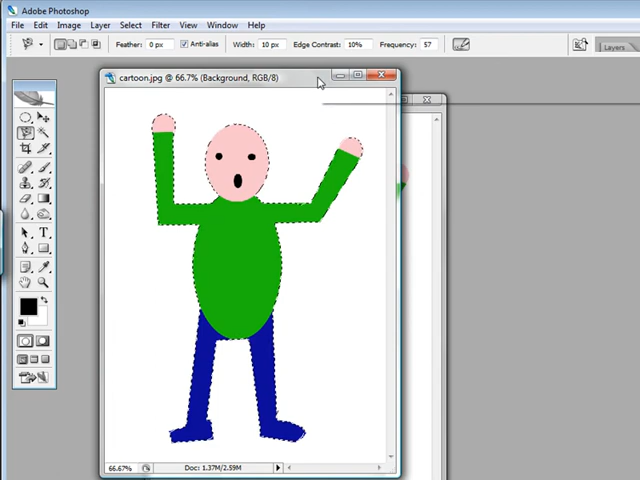 Adobe Photoshop
File Edit Image Layer Select Filter View Window Help
Feather: 0 px Anti-alias Width: 10 px Edge Contrast: 10% Frequency: 57 Layers
cartoon.jpg @ 66.7% (Background, RGB/8)
T
66.67% Doc: 1.37M/2.59M